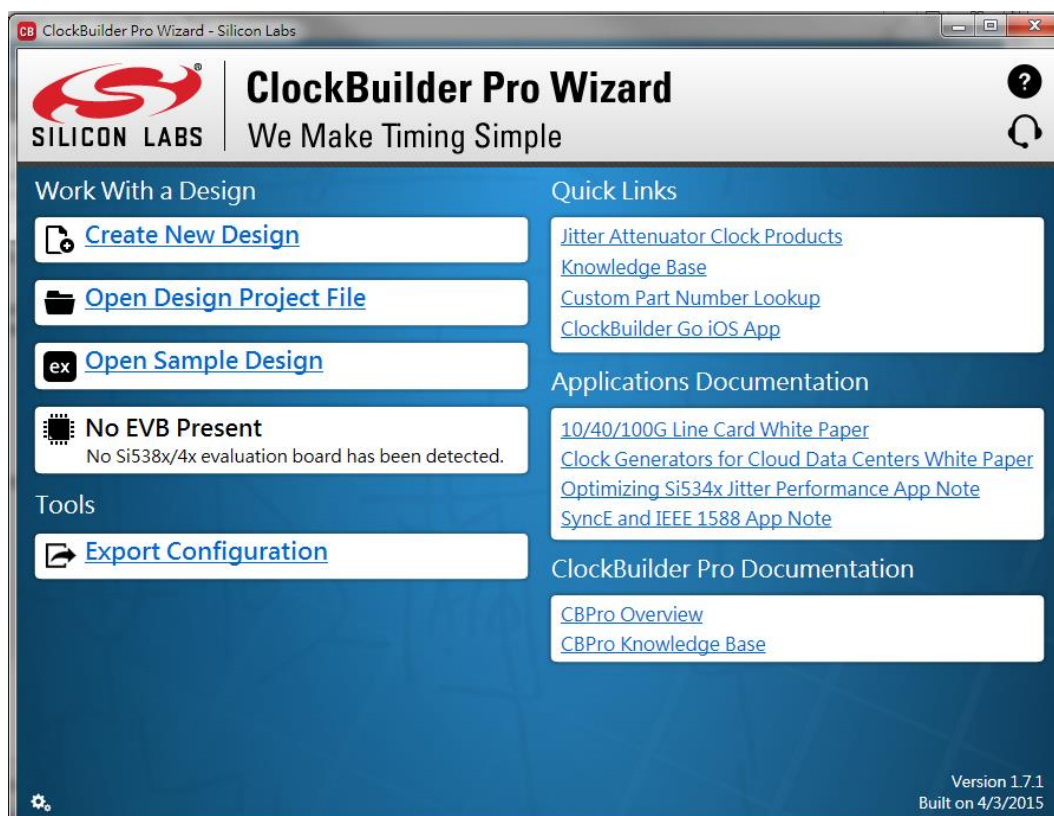 CB ClockBuilder Pro Wizard - Silicon Labs
SILICON LABS
®
ClockBuilder Pro Wizard
We Make Timing Simple
?
Work With a Design
Create New Design
Open Design Project File
ex Open Sample Design
No EVB Present
No Si538x/4x evaluation board has been detected.
Tools
Export Configuration
Quick Links
Jitter Attenuator Clock Products
Knowledge Base
Custom Part Number Lookup
ClockBuilder Go iOS App
Applications Documentation
10/40/100G Line Card White Paper
Clock Generators for Cloud Data Centers White Paper
Optimizing Si534x Jitter Performance App Note
SyncE and IEEE 1588 App Note
ClockBuilder Pro Documentation
CBPro Overview
CBPro Knowledge Base
Version 1.7.1
Built on 4/3/2015